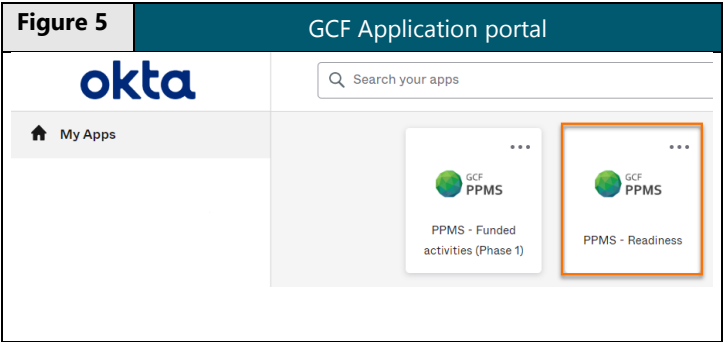 Figure 5
GCF Application portal
okta
Search your apps
My Apps
GCF
PPMS
PPMS - Funded
activities (Phase 1)
GCF
PPMS
PPMS - Readiness